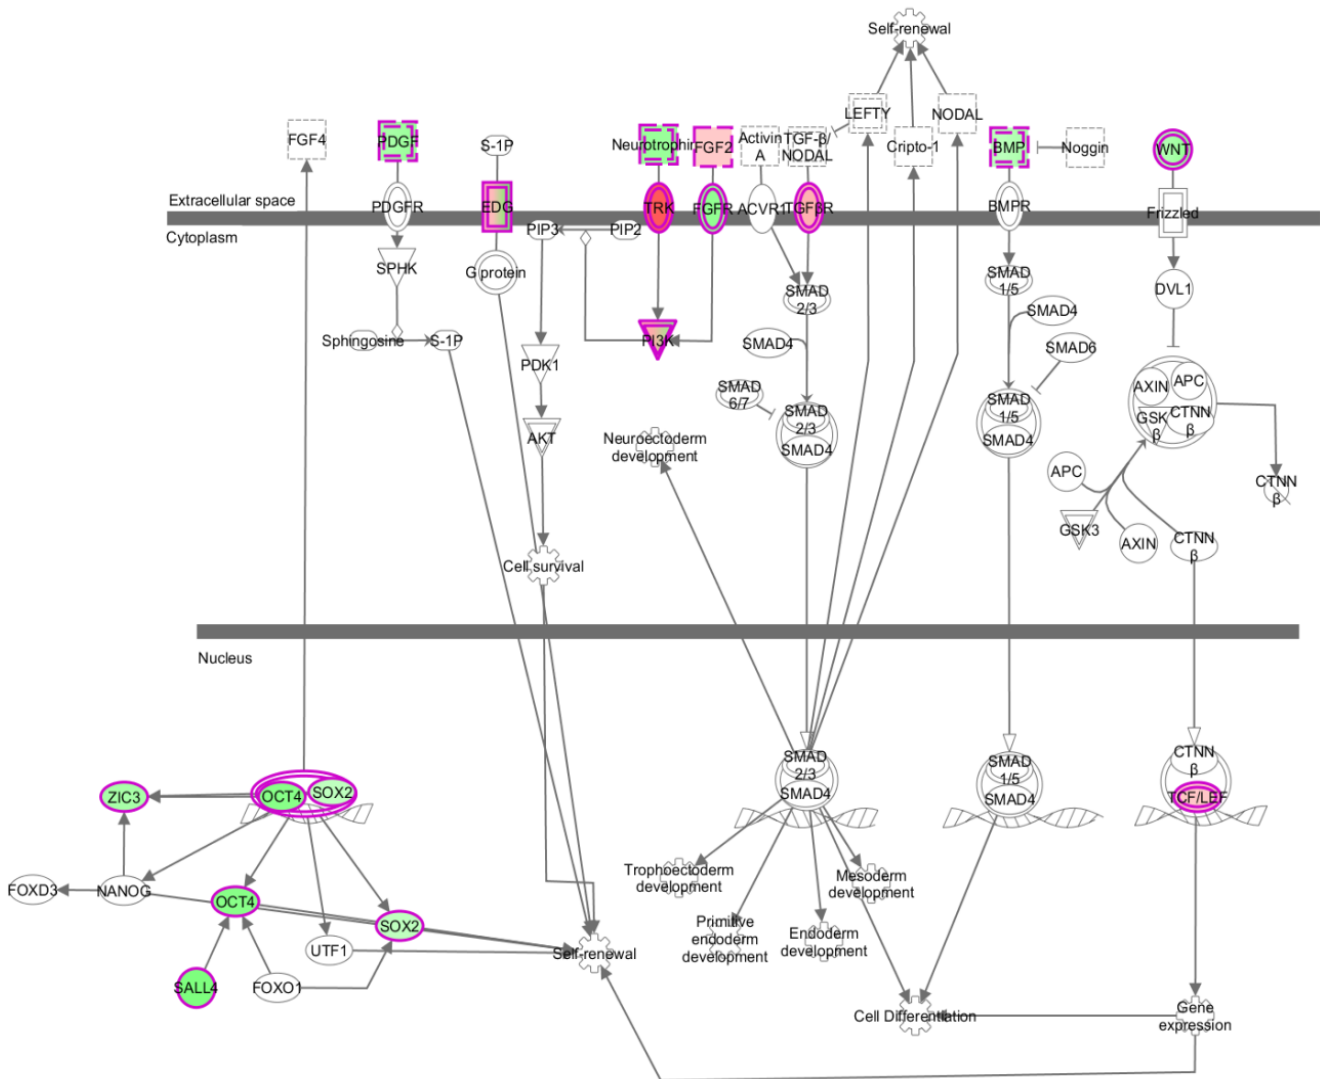 Self-renewal
LEFTY
NODAL
FGF4
PDGF
S-1P
Neurotrophin
FGF2
Activin
A
TGF-β/
NODAL
Cripto-1
BMP
Noggin
WNT
Extracellular space
PDGFR
EDG
TRK
FGFR
ACVR1
TGFβR
BMPR
Frizzled
Cytoplasm
PIP3
PIP2
SPHK
G protein
SMAD
2/3
SMAD
1/5
DVL1
Sphingosine
S-1P
PI3K
SMAD4
SMAD4
SMAD6
PDK1
AXIN
APC
GSK
β
CTNN
β
SMAD
6/7
SMAD
2/3
SMAD4
SMAD
1/5
SMAD4
AKT
Neuroectoderm
development
APC
CTNN
β
GSK3
AXIN
CTNN
β
Cell survival
Nucleus
ZIC3
OCT4
SOX2
SMAD
2/3
SMAD4
SMAD
1/5
SMAD4
CTNN
β
TCF/LEF
FOXD3
NANOG
OCT4
SOX2
UTF1
SALL4
FOXO1
Self-renewal
Trophoectoderm
development
Mesoderm
development
Primitive
endoderm
development
Endoderm
development
Cell Differentiation
Gene
expression